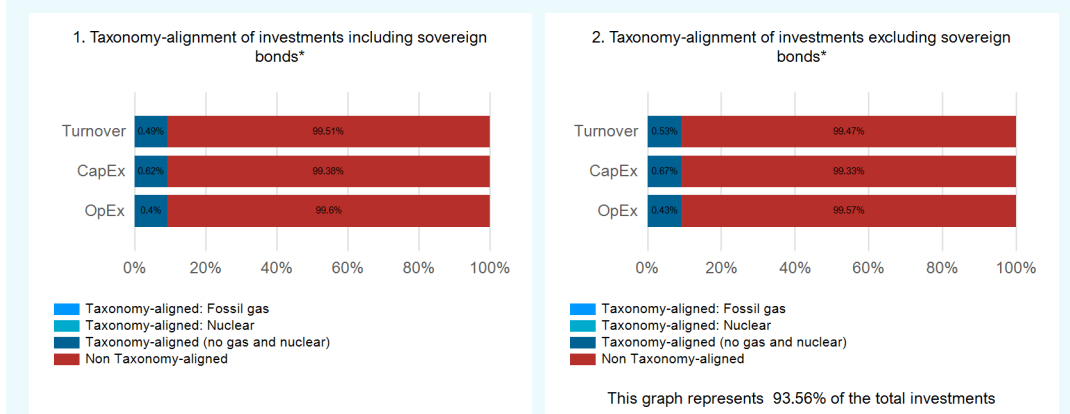 1. Taxonomy-alignment of investments including sovereign
bonds*
Turnover 0.49% 99.51%
CapEx 0.62% 99.38%
OpEx 0.4% 99.6%
0% 20% 40% 60% 80% 100%
Taxonomy-aligned: Fossil gas
Taxonomy-aligned: Nuclear
Taxonomy-aligned (no gas and nuclear)
Non Taxonomy-aligned
2. Taxonomy-alignment of investments excluding sovereign
bonds*
Turnover 0.53% 99.47%
CapEx 0.67% 99.33%
OpEx 0.43% 99.57%
0% 20% 40% 60% 80% 100%
Taxonomy-aligned: Fossil gas
Taxonomy-aligned: Nuclear
Taxonomy-aligned (no gas and nuclear)
Non Taxonomy-aligned
This graph represents 93.56% of the total investments